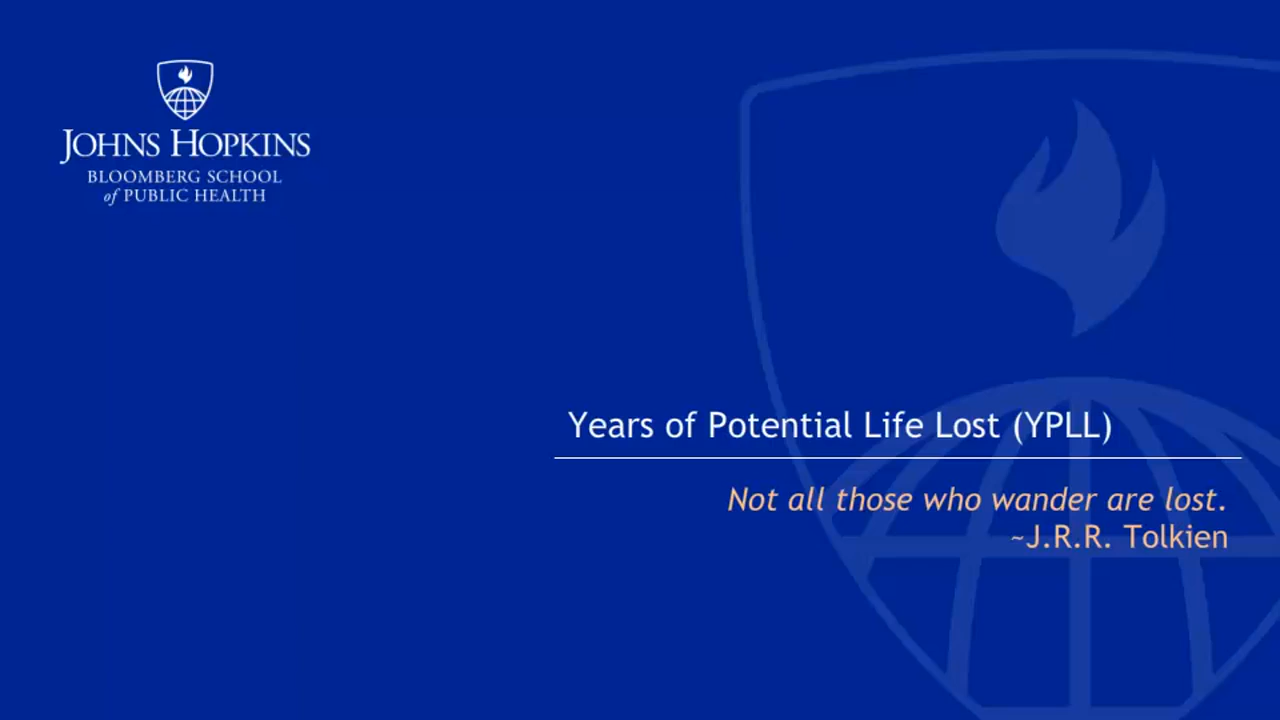 JOHNS HOPKINS
BLOOMBERG SCHOOL
of PUBLIC HEALTH
Years of Potential Life Lost (YPLL)
Not all those who wander are lost.
~J.R.R. Tolkien